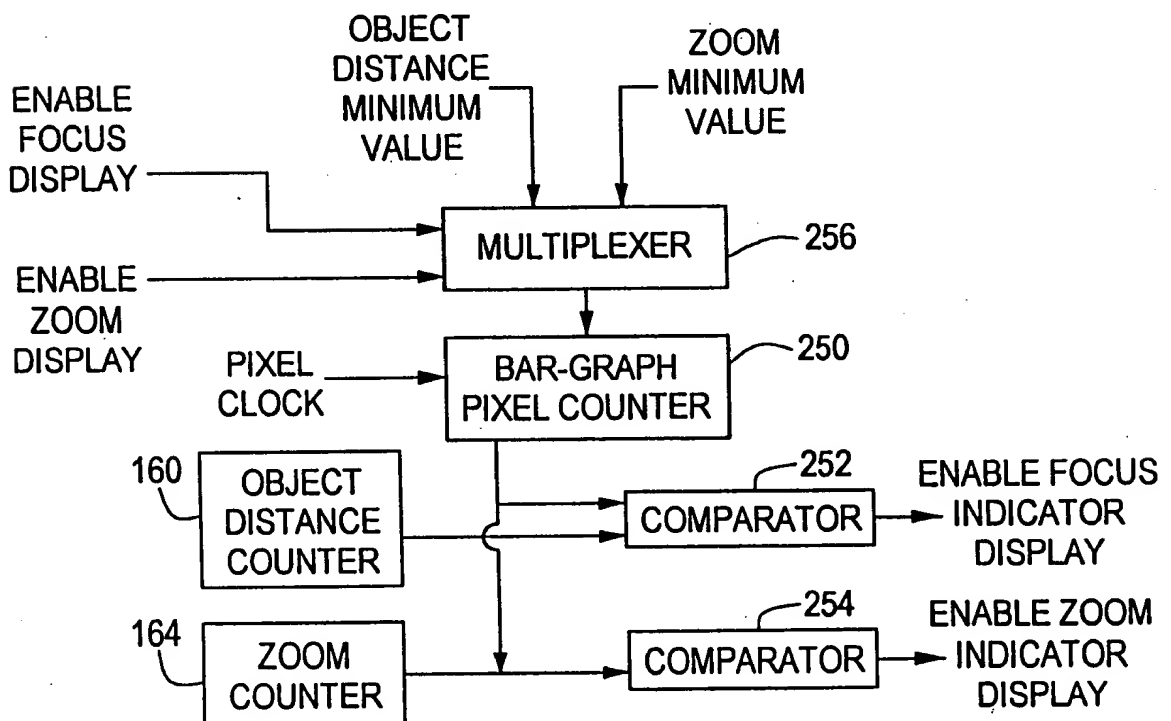 OBJECT
DISTANCE
MINIMUM
VALUE
ZOOM
MINIMUM
VALUE
ENABLE
FOCUS
DISPLAY
MULTIPLEXER
256
ENABLE
ZOOM
DISPLAY
PIXEL
CLOCK
BAR-GRAPH
PIXEL COUNTER
250
160
OBJECT
DISTANCE
COUNTER
252
COMPARATOR
ENABLE FOCUS
INDICATOR
DISPLAY
164
ZOOM
COUNTER
254
COMPARATOR
ENABLE ZOOM
INDICATOR
DISPLAY